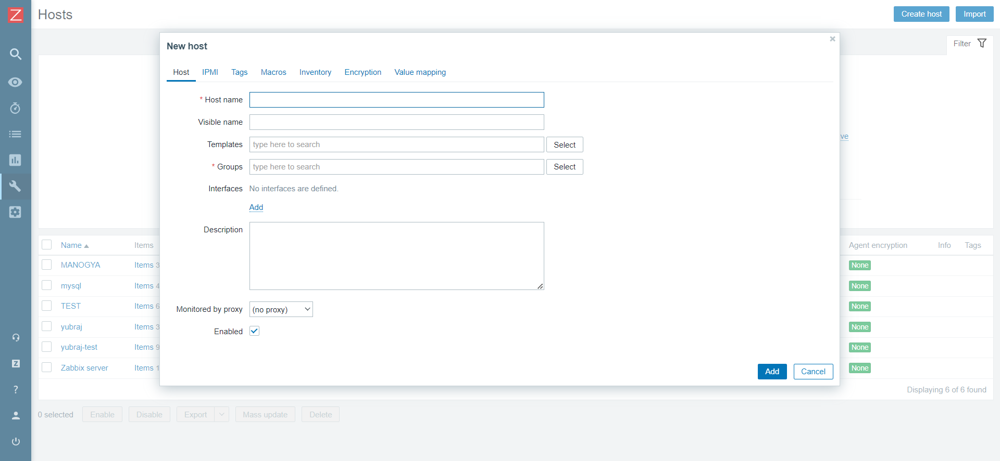 Hosts
Create host
Import
Filter
New host
Host IPMI Tags Macros Inventory Encryption Value mapping
* Host name
Visible name
Templates type here to search Select
* Groups type here to search Select
Interfaces No interfaces are defined.
Add
Description
Monitored by proxy (no proxy)
Enabled
Add Cancel
ve
Name Items Agent encryption Info Tags
MANOGYA Items 3 None
mysql Items 4 None
TEST Items 6 None
yubraj Items 3 None
yubraj-test Items 9 None
Zabbix server Items 1 None
Displaying 6 of 6 found
0 selected Enable Disable Export Mass update Delete